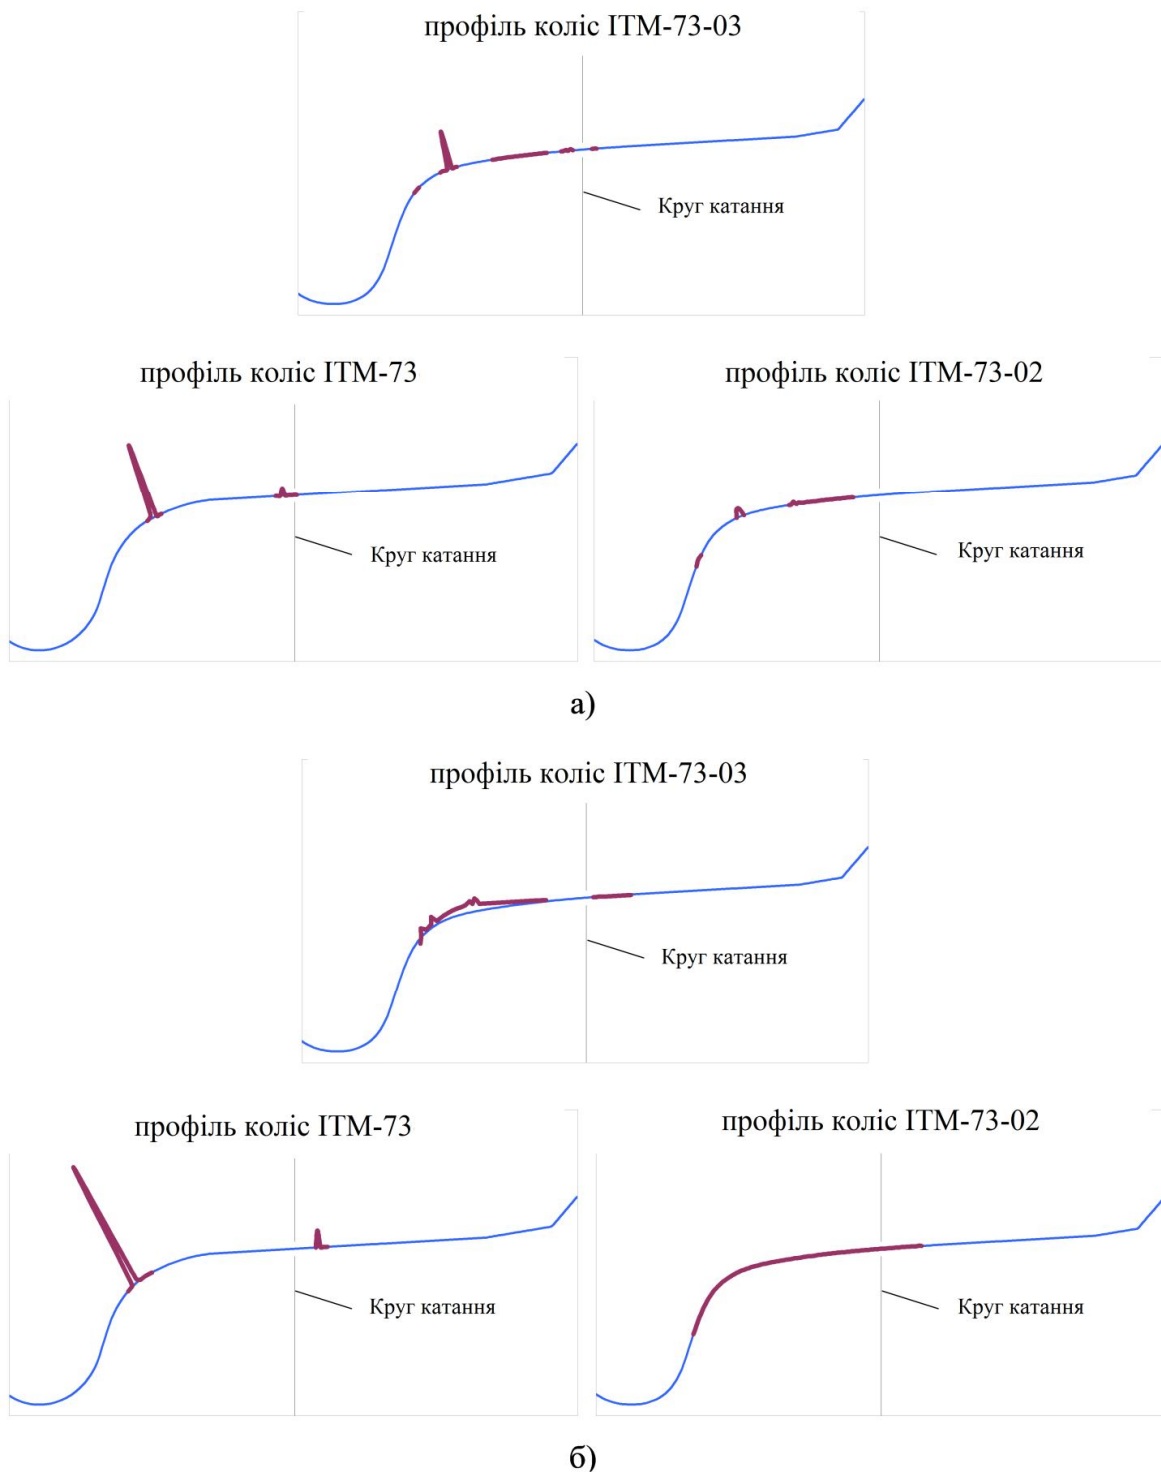 профіль коліс ІТМ-73-03
Круг катання
профіль коліс ІТМ-73
Круг катання
профіль коліс ІТМ-73-02
Круг катання
а)
профіль коліс ІТМ-73-03
Круг катання
профіль коліс ІТМ-73
Круг катання
профіль коліс ІТМ-73-02
Круг катання
б)